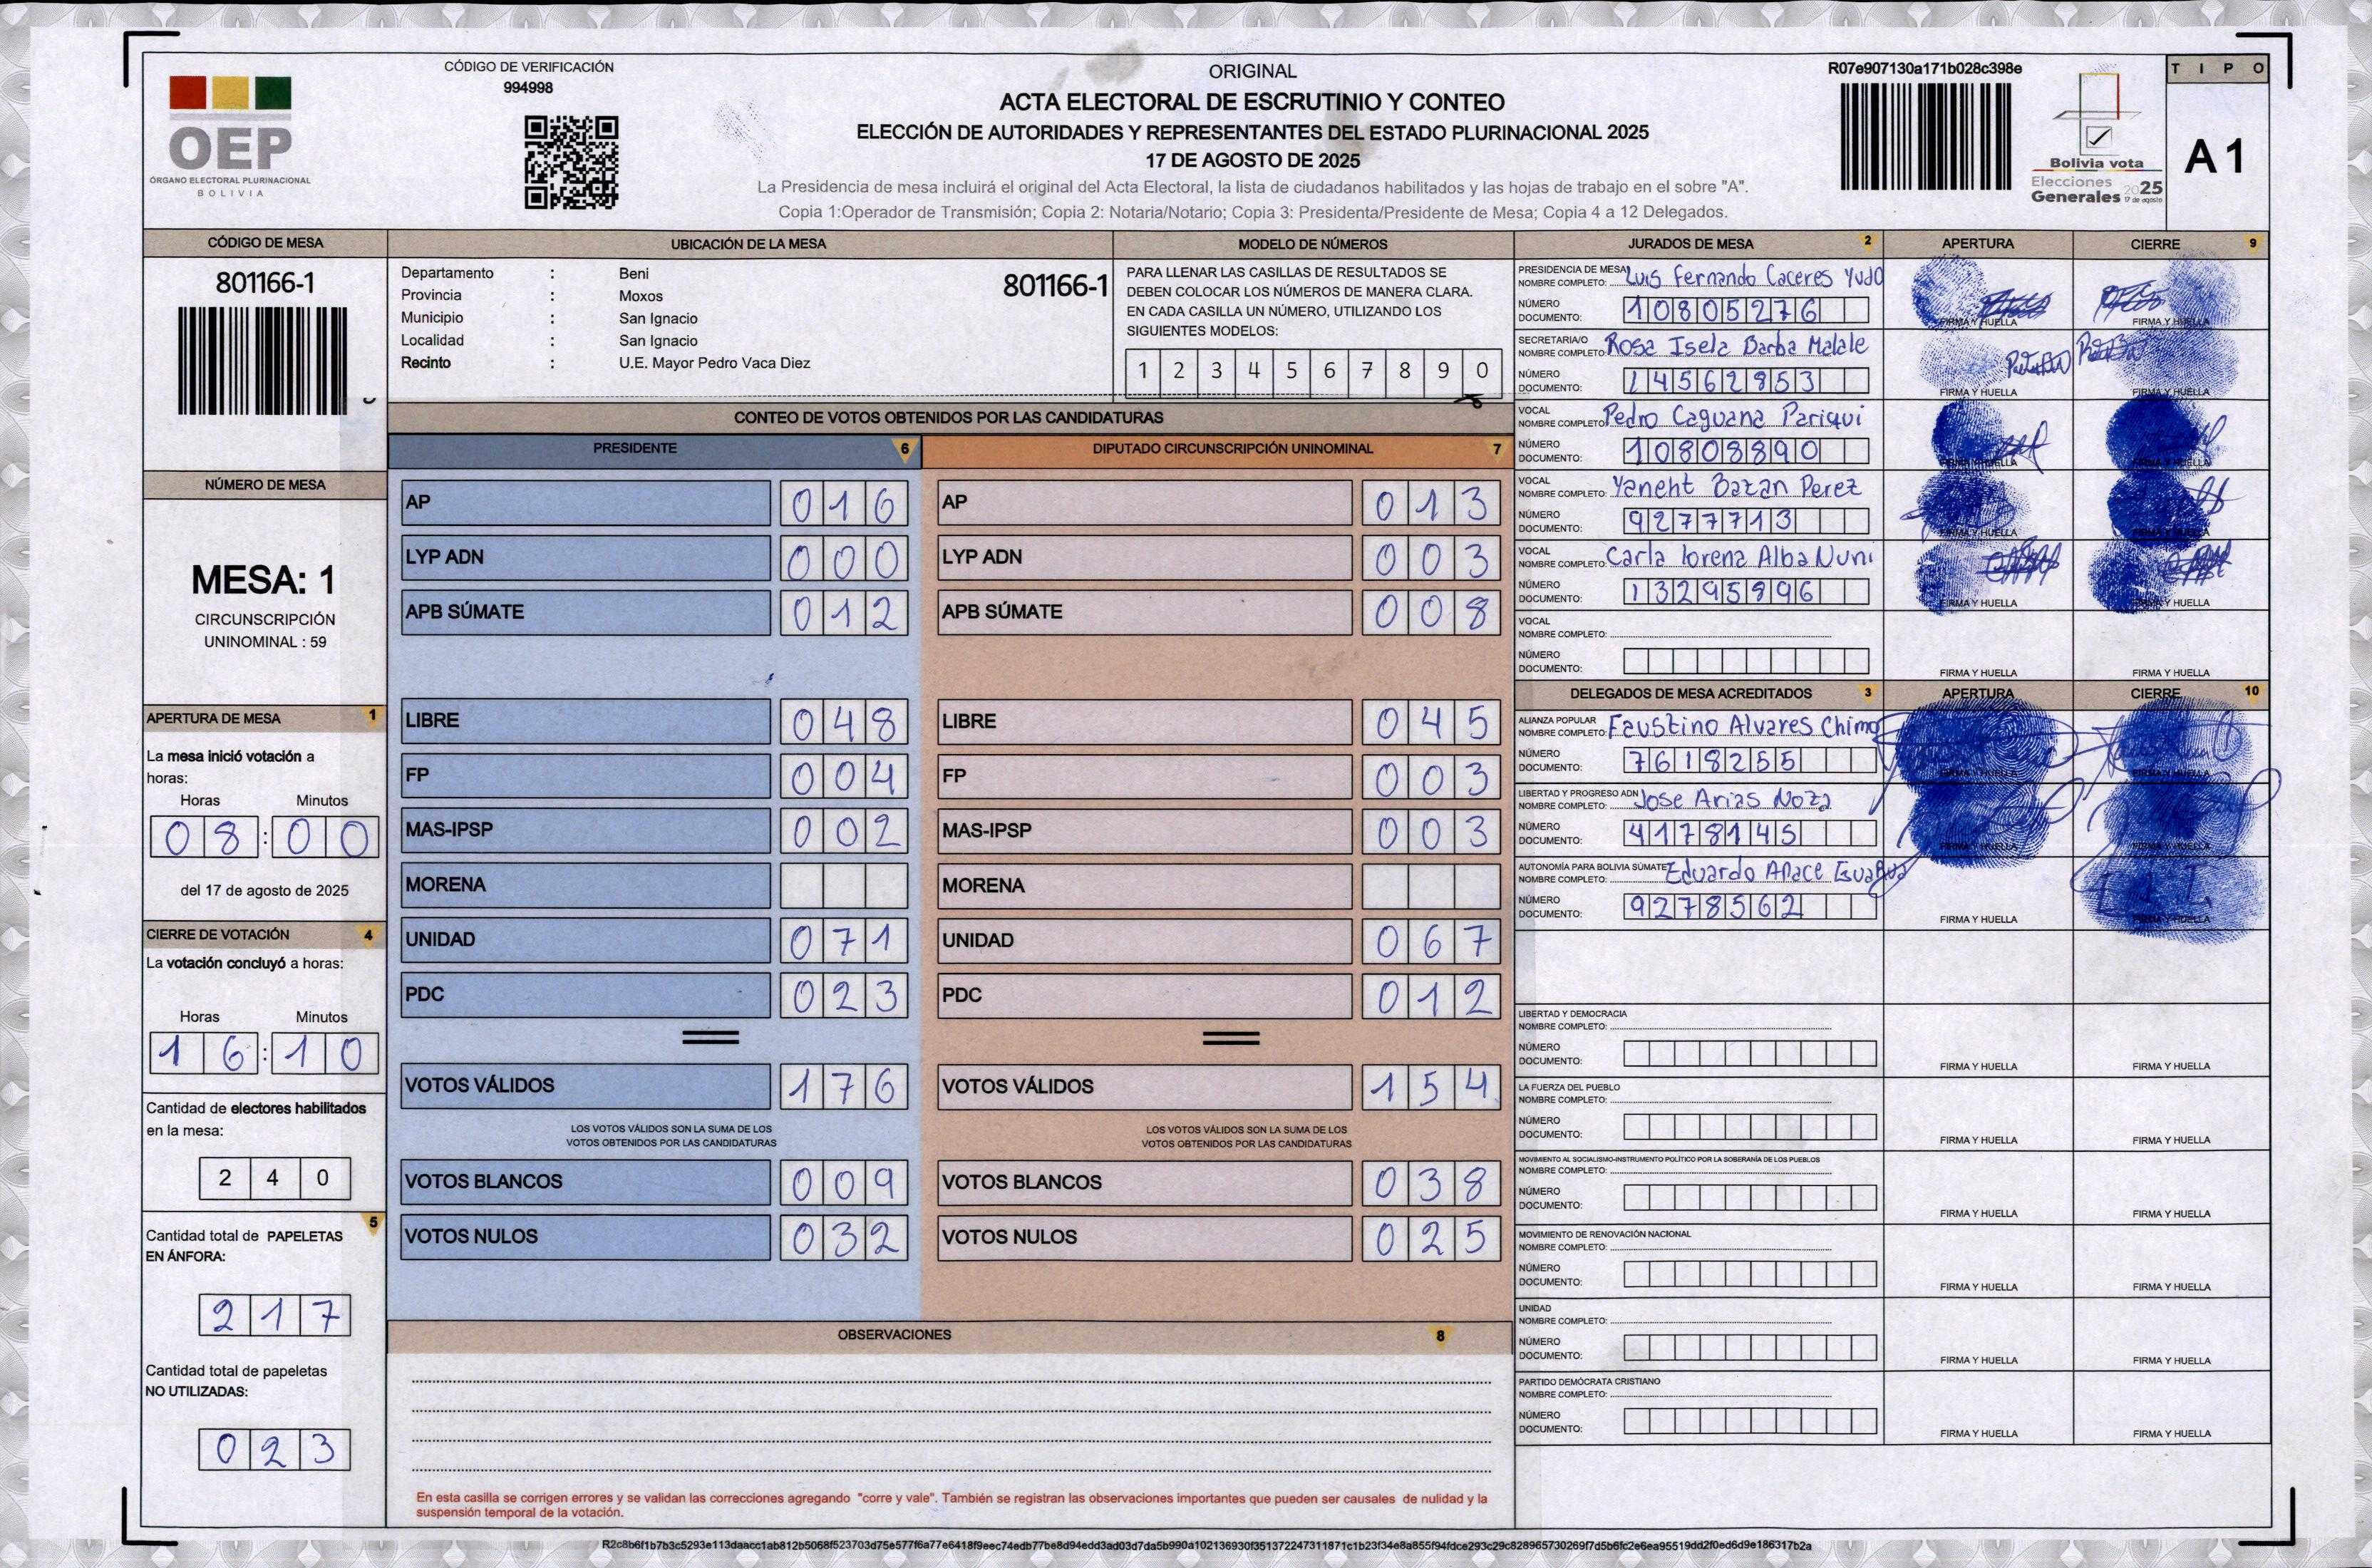 CÓDIGO DE VERIFICACIÓN
994998
OEP
ÓRGANO ELECTORAL PLURINACIONAL
BOLIVIA
ORIGINAL
ACTA ELECTORAL DE ESCRUTINIO Y CONTEO
ELECCIÓN DE AUTORIDADES Y REPRESENTANTES DEL ESTADO PLURINACIONAL 2025
17 DE AGOSTO DE 2025
La Presidencia de mesa incluirá el original del Acta Electoral, la lista de ciudadanos habilitados y las hojas de trabajo en el sobre "A".
Copia 1:Operador de Transmisión; Copia 2: Notaria/Notario; Copia 3: Presidenta/Presidente de Mesa; Copia 4 a 12 Delegados.
R07e907130a171b028c398e
Bolivia vota
Elecciones
Generales 2025
17 de agosto
TIPO
A 1
CÓDIGO DE MESA
801166-1
NÚMERO DE MESA
MESA: 1
CIRCUNSCRIPCIÓN
UNINOMINAL : 59
APERTURA DE MESA 1
La mesa inició votación a
horas:
Horas Minutos
08:00
del 17 de agosto de 2025
CIERRE DE VOTACIÓN 4
La votación concluyó a horas:
Horas Minutos
16:10
Cantidad de electores habilitados
en la mesa:
240
5
Cantidad total de PAPELETAS
EN ÁNFORA:
217
Cantidad total de papeletas
NO UTILIZADAS:
023
UBICACIÓN DE LA MESA
Departamento : Beni
801166-1
Provincia : Moxos
Municipio : San Ignacio
Localidad : San Ignacio
Recinto : U.E. Mayor Pedro Vaca Diez
MODELO DE NÚMEROS
PARA LLENAR LAS CASILLAS DE RESULTADOS SE
DEBEN COLOCAR LOS NÚMEROS DE MANERA CLARA.
EN CADA CASILLA UN NÚMERO, UTILIZANDO LOS
SIGUIENTES MODELOS:
1 2 3 4 5 6 7 8 9 0
CONTEO DE VOTOS OBTENIDOS POR LAS CANDIDATURAS
PRESIDENTE 6
AP 016
LYP ADN 000
APB SÚMATE 012
LIBRE 048
FP 004
MAS-IPSP 002
MORENA
UNIDAD 071
PDC 023
VOTOS VÁLIDOS 176
LOS VOTOS VÁLIDOS SON LA SUMA DE LOS
VOTOS OBTENIDOS POR LAS CANDIDATURAS
VOTOS BLANCOS 009
VOTOS NULOS 032
DIPUTADO CIRCUNSCRIPCIÓN UNINOMINAL 7
AP 013
LYP ADN 003
APB SÚMATE 008
LIBRE 045
FP 003
MAS-IPSP 003
MORENA
UNIDAD 067
PDC 012
VOTOS VÁLIDOS 154
LOS VOTOS VÁLIDOS SON LA SUMA DE LOS
VOTOS OBTENIDOS POR LAS CANDIDATURAS
VOTOS BLANCOS 038
VOTOS NULOS 025
OBSERVACIONES 8
En esta casilla se corrigen errores y se validan las correcciones agregando "corre y vale". También se registran las observaciones importantes que pueden ser causales de nulidad y la
suspensión temporal de la votación.
JURADOS DE MESA 2 APERTURA CIERRE 9
PRESIDENCIA DE MESA
NOMBRE COMPLETO: Luis Fernando Caceres Yujo
NÚMERO
DOCUMENTO: 10805276
FIRMA Y HUELLA FIRMA Y HUELLA
SECRETARIA/O
NOMBRE COMPLETO: Rosa Isela Barba Malale
NÚMERO
DOCUMENTO: 14562853
FIRMA Y HUELLA FIRMA Y HUELLA
VOCAL
NOMBRE COMPLETO: Pedro Caguana Pariqui
NÚMERO
DOCUMENTO: 10808890
FIRMA Y HUELLA FIRMA Y HUELLA
VOCAL
NOMBRE COMPLETO: Yaneht Bazan Perez
NÚMERO
DOCUMENTO: 9277713
FIRMA Y HUELLA FIRMA Y HUELLA
VOCAL
NOMBRE COMPLETO: Carla lorena Alba Nuni
NÚMERO
DOCUMENTO: 13295896
FIRMA Y HUELLA FIRMA Y HUELLA
VOCAL
NOMBRE COMPLETO:
NÚMERO
DOCUMENTO:
FIRMA Y HUELLA FIRMA Y HUELLA
DELEGADOS DE MESA ACREDITADOS 3 APERTURA CIERRE 10
ALIANZA POPULAR
NOMBRE COMPLETO: Faustino Alvares Chimo
NÚMERO
DOCUMENTO: 7618255
FIRMA Y HUELLA FIRMA Y HUELLA
LIBERTAD Y PROGRESO ADN
NOMBRE COMPLETO: Jose Arias Noza
NÚMERO
DOCUMENTO: 4178145
FIRMA Y HUELLA FIRMA Y HUELLA
AUTONOMÍA PARA BOLIVIA SÚMATE
NOMBRE COMPLETO: Eduardo
NÚMERO
DOCUMENTO: 9278562
FIRMA Y HUELLA FIRMA Y HUELLA
LIBERTAD Y DEMOCRACIA
NOMBRE COMPLETO:
NÚMERO
DOCUMENTO:
FIRMA Y HUELLA FIRMA Y HUELLA
LA FUERZA DEL PUEBLO
NOMBRE COMPLETO:
NÚMERO
DOCUMENTO:
FIRMA Y HUELLA FIRMA Y HUELLA
MOVIMIENTO AL SOCIALISMO-INSTRUMENTO POLÍTICO POR LA SOBERANÍA DE LOS PUEBLOS
NOMBRE COMPLETO:
NÚMERO
DOCUMENTO:
FIRMA Y HUELLA FIRMA Y HUELLA
MOVIMIENTO DE RENOVACIÓN NACIONAL
NOMBRE COMPLETO:
NÚMERO
DOCUMENTO:
FIRMA Y HUELLA FIRMA Y HUELLA
UNIDAD
NOMBRE COMPLETO:
NÚMERO
DOCUMENTO:
FIRMA Y HUELLA FIRMA Y HUELLA
PARTIDO DEMÓCRATA CRISTIANO
NOMBRE COMPLETO:
NÚMERO
DOCUMENTO:
FIRMA Y HUELLA FIRMA Y HUELLA